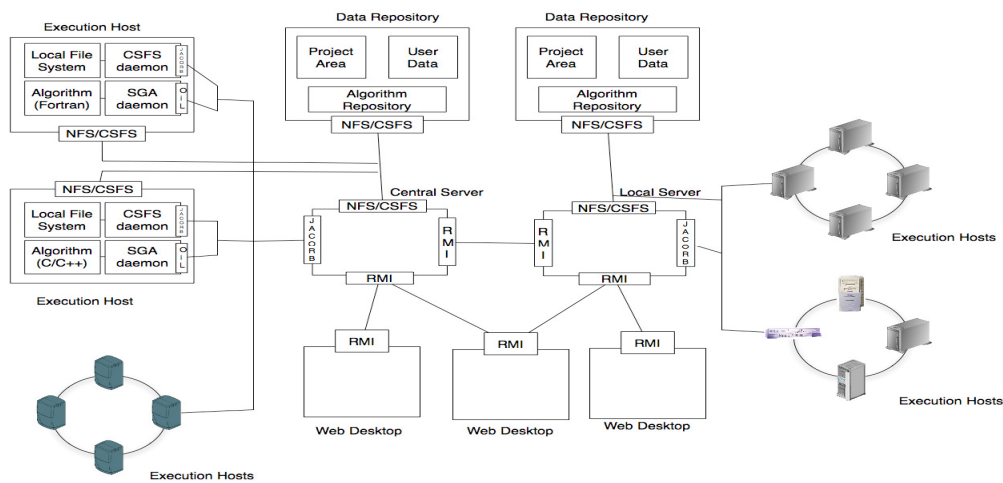 Execution Host
Local File
System
CSFS
daemon
JACORB
Algorithm
(Fortran)
SGA
daemon
OIL
NFS/CSFS
Data Repository
Project
Area
User
Data
Algorithm
Repository
NFS/CSFS
Data Repository
Project
Area
User
Data
Algorithm
Repository
NFS/CSFS
NFS/CSFS
Local File
System
CSFS
daemon
JACORB
Algorithm
(C/C++)
SGA
daemon
OIL
Execution Host
Central Server
NFS/CSFS
JACORB
RMI
RMI
Local Server
NFS/CSFS
RMI
JACORB
RMI
Execution Hosts
Execution Hosts
RMI
Web Desktop
RMI
Web Desktop
RMI
Web Desktop
Execution Hosts